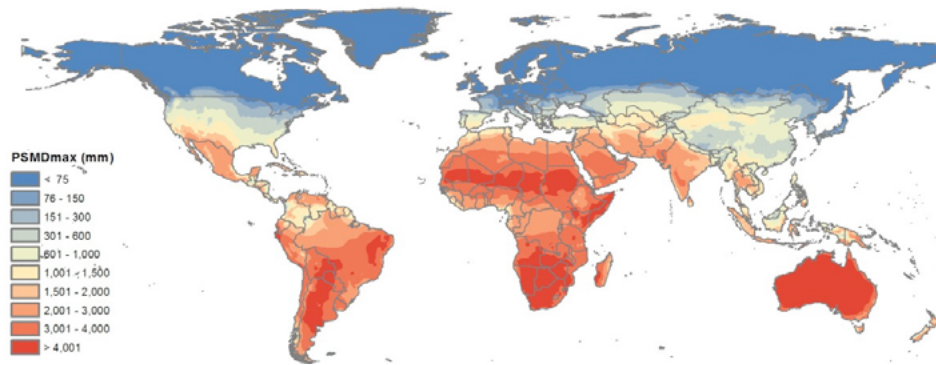 PSMDmax (mm)
< 75
76 - 150
151 - 300
301 - 600
601 - 1,000
1,001 - 1,500
1,501 - 2,000
2,001 - 3,000
3,001 - 4,000
> 4,001